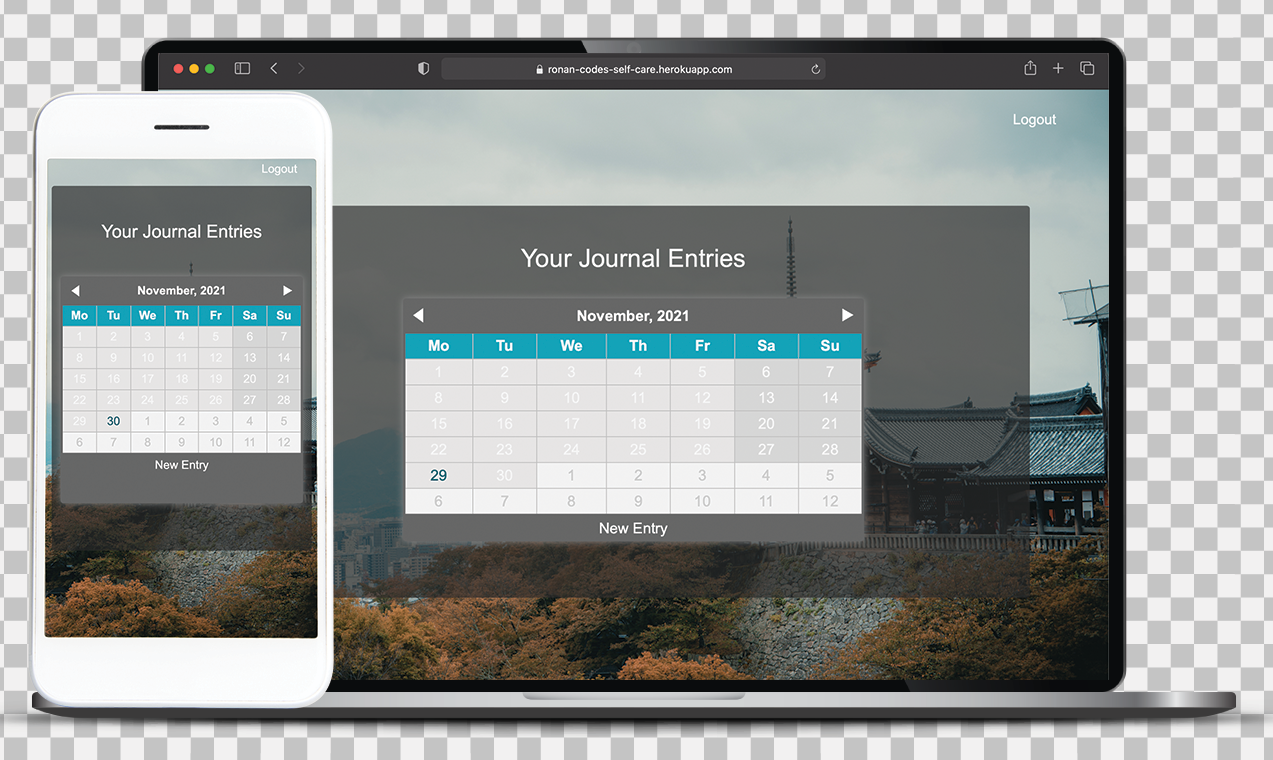 ronan-codes-self-care.herokuapp.com
Logout
Your Journal Entries
November, 2021
Mo Tu We Th Fr Sa Su
1 2 3 4 5 6 7
8 9 10 11 12 13 14
15 16 17 18 19 20 21
22 23 24 25 26 27 28
29 30 1 2 3 4 5
6 7 8 9 10 11 12
New Entry
Logout
Your Journal Entries
November, 2021
Mo Tu We Th Fr Sa Su
1 2 3 4 5 6 7
8 9 10 11 12 13 14
15 16 17 18 19 20 21
22 23 24 25 26 27 28
29 30 1 2 3 4 5
6 7 8 9 10 11 12
New Entry